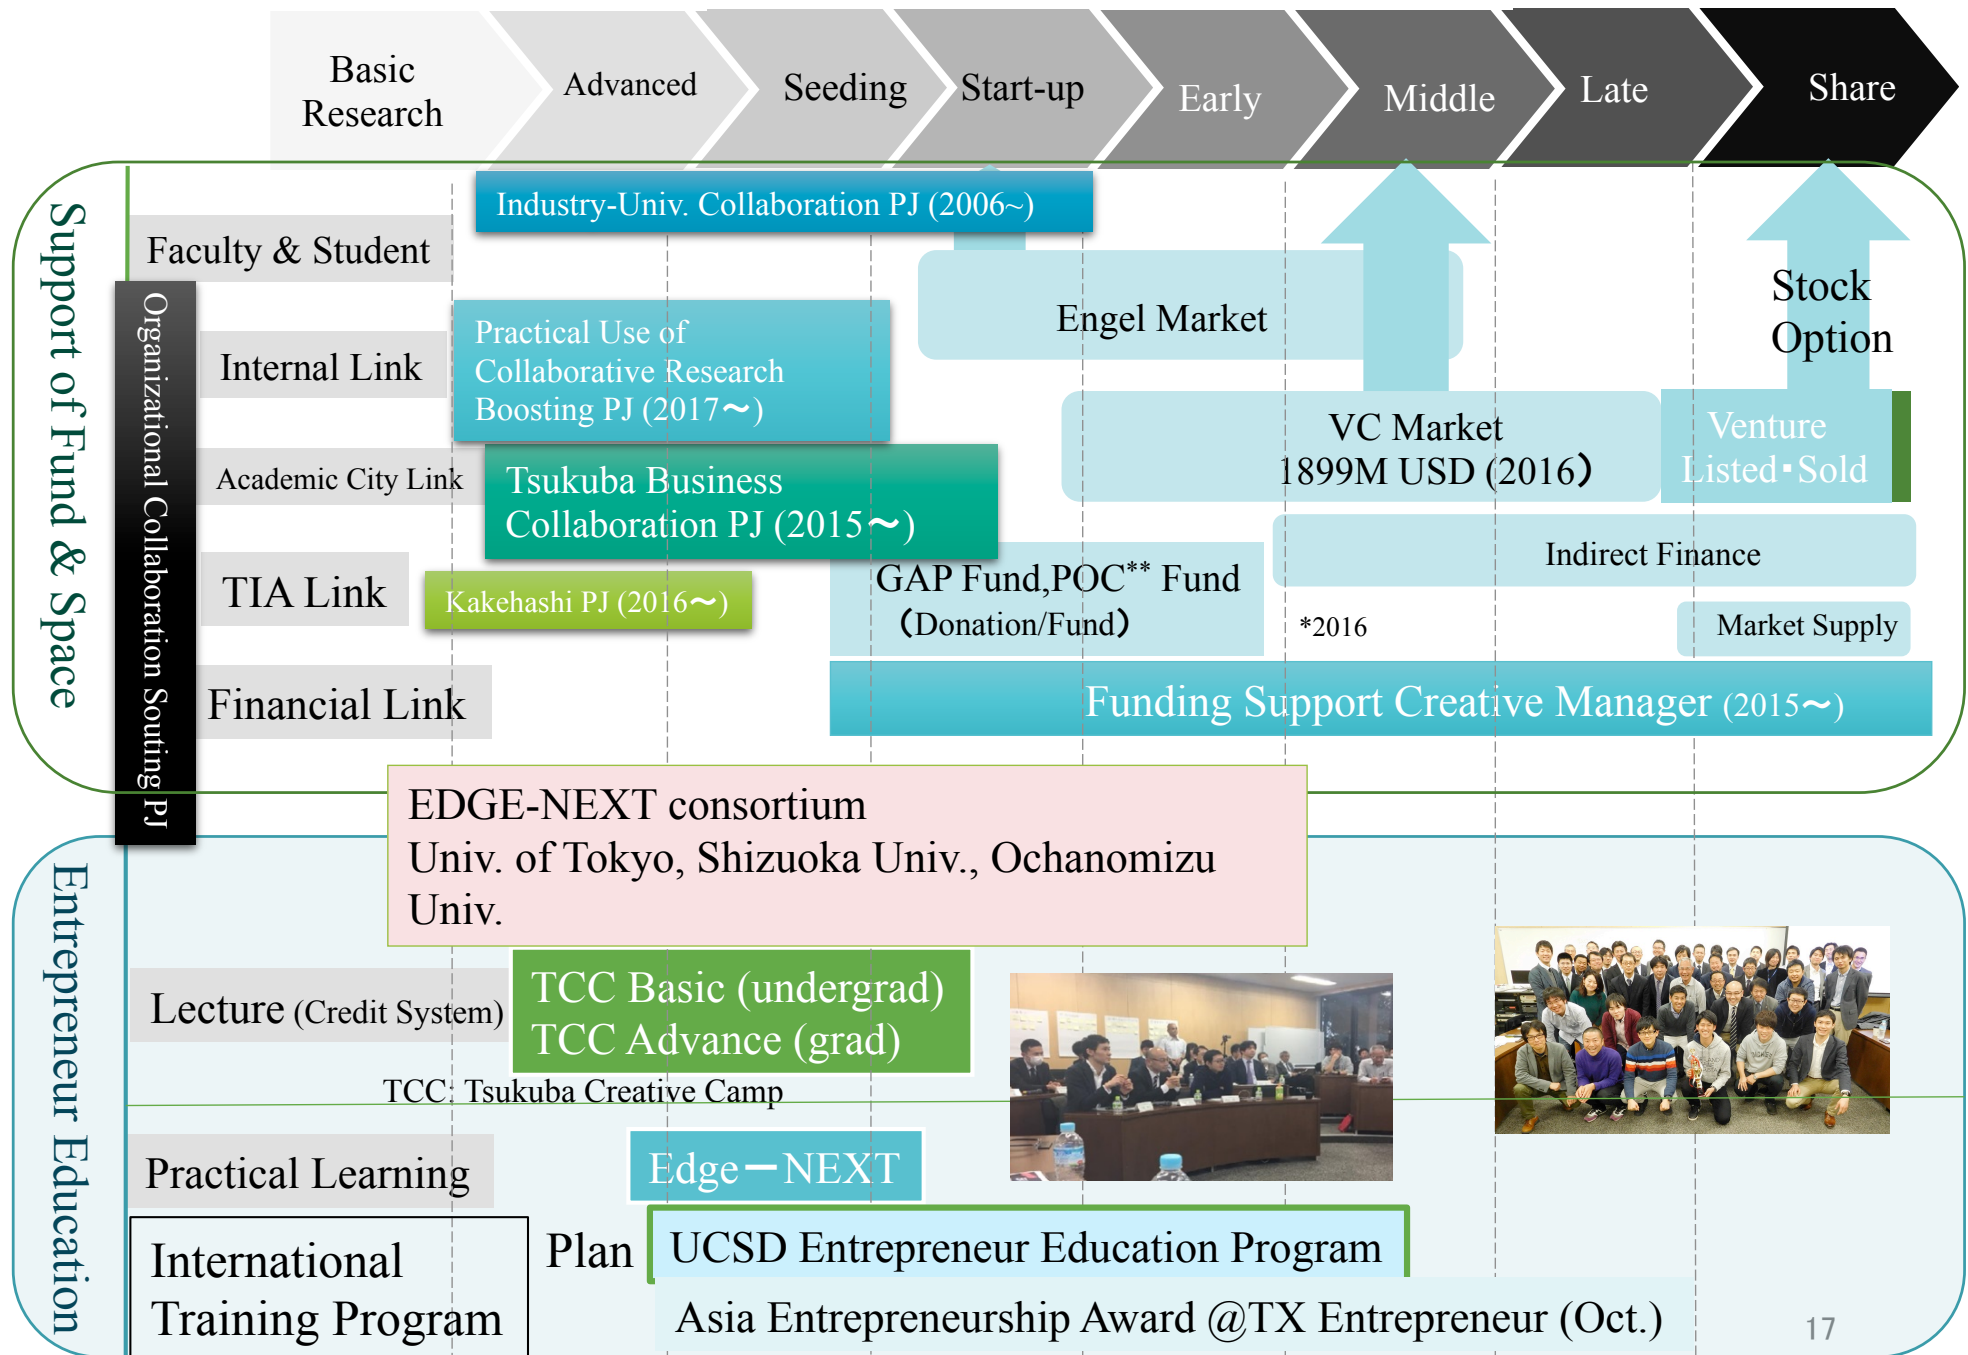 Basic
Research
Advanced
Seeding
Start-up
Early
Middle
Late
Share
Support of Fund & Space
Organizational Collaboration Souting PJ
Industry-Univ. Collaboration PJ (2006~)
Faculty & Student
Engel Market
Stock
Option
Internal Link
Practical Use of
Collaborative Research
Boosting PJ (2017～)
VC Market
1899M USD (2016）
Venture
Listed・Sold
Academic City Link
Tsukuba Business
Collaboration PJ (2015～)
Indirect Finance
TIA Link
Kakehashi PJ (2016～)
GAP Fund,POC** Fund
（Donation/Fund）
*2016
Market Supply
Financial Link
Funding Support Creative Manager (2015～)
EDGE-NEXT consortium
Univ. of Tokyo, Shizuoka Univ., Ochanomizu
Univ.
Entrepreneur Education
Lecture (Credit System)
TCC Basic (undergrad)
TCC Advance (grad)
TCC: Tsukuba Creative Camp
Practical Learning
Edge－NEXT
International
Training Program
Plan
UCSD Entrepreneur Education Program
Asia Entrepreneurship Award @TX Entrepreneur (Oct.)
17